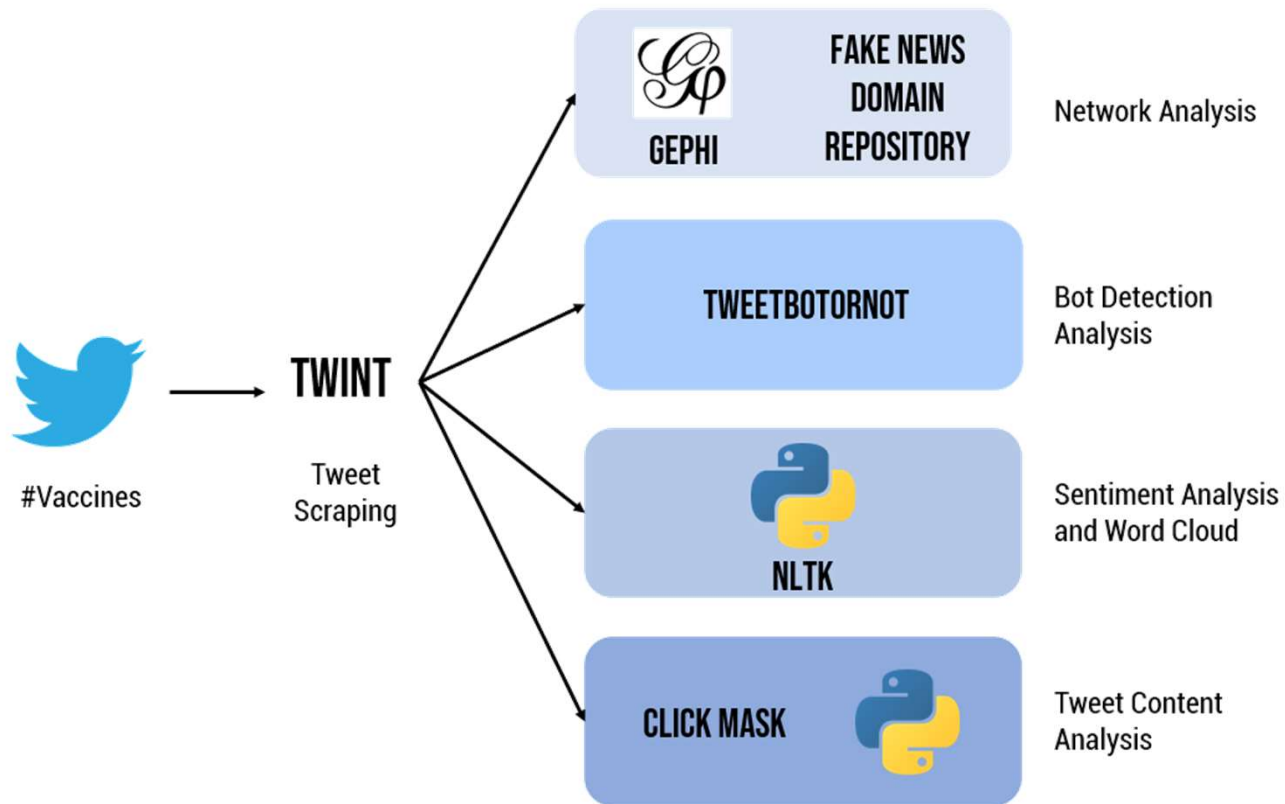 #Vaccines
TWINT
Tweet
Scraping
GEPHI
FAKE NEWS
DOMAIN
REPOSITORY
Network Analysis
TWEETBOTORNOT
Bot Detection
Analysis
NLTK
Sentiment Analysis
and Word Cloud
CLICK MASK
Tweet Content
Analysis